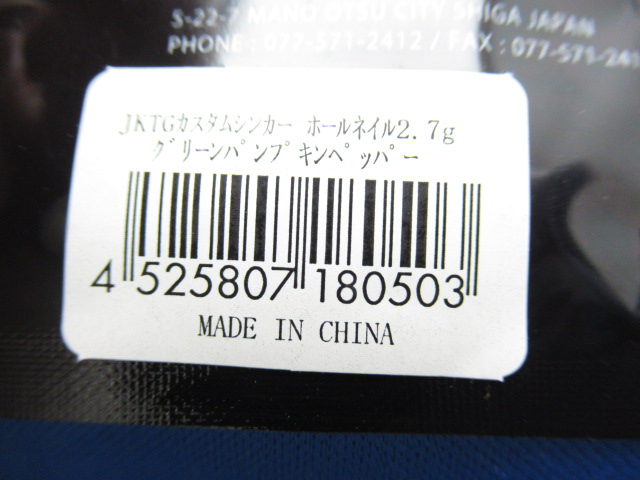 5-22-7 MANO OTSU CITY SHIGA JAPAN
PHONE : 077-571-2412 / FAX : 077-571-241
JKTGカスタムシンカー ホールネイル2.7g
グリーンパンプキンペッパー
4 525807 180503
MADE IN CHINA